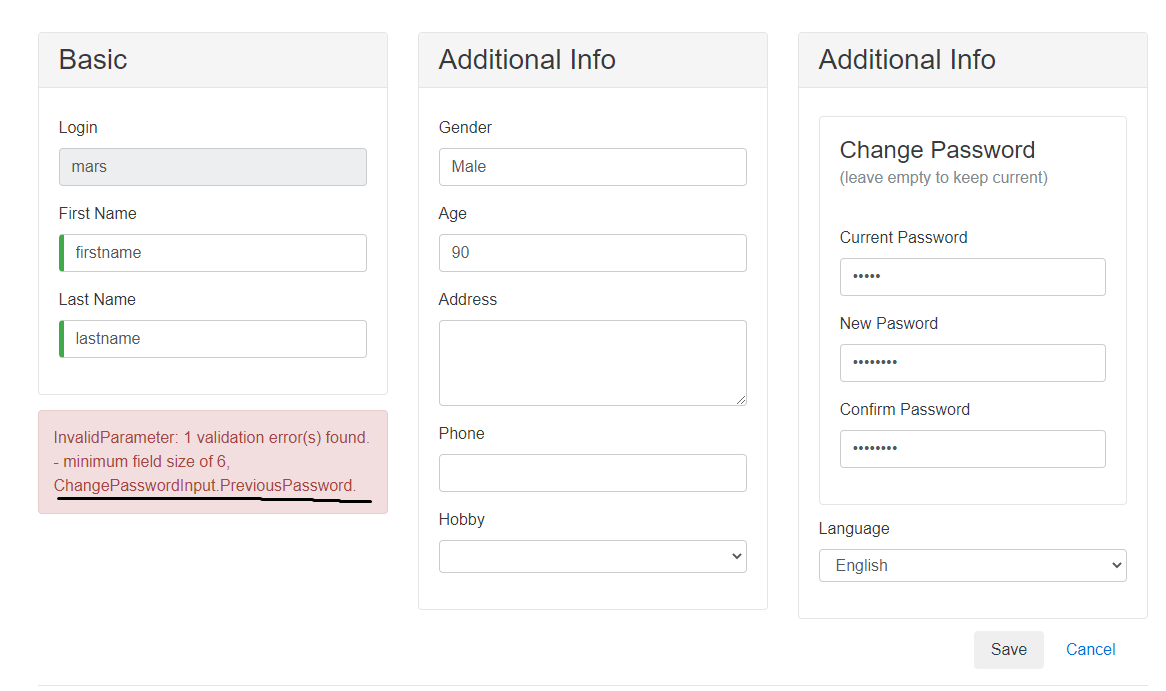 Basic
Login
mars
First Name
firstname
Last Name
lastname
InvalidParameter: 1 validation error(s) found.
- minimum field size of 6,
ChangePasswordInput.PreviousPassword.
Additional Info
Gender
Male
Age
90
Address
Phone
Hobby
Additional Info
Change Password
(leave empty to keep current)
Current Password
•••••
New Pasword
••••••••
Confirm Password
••••••••
Language
English
Save Cancel